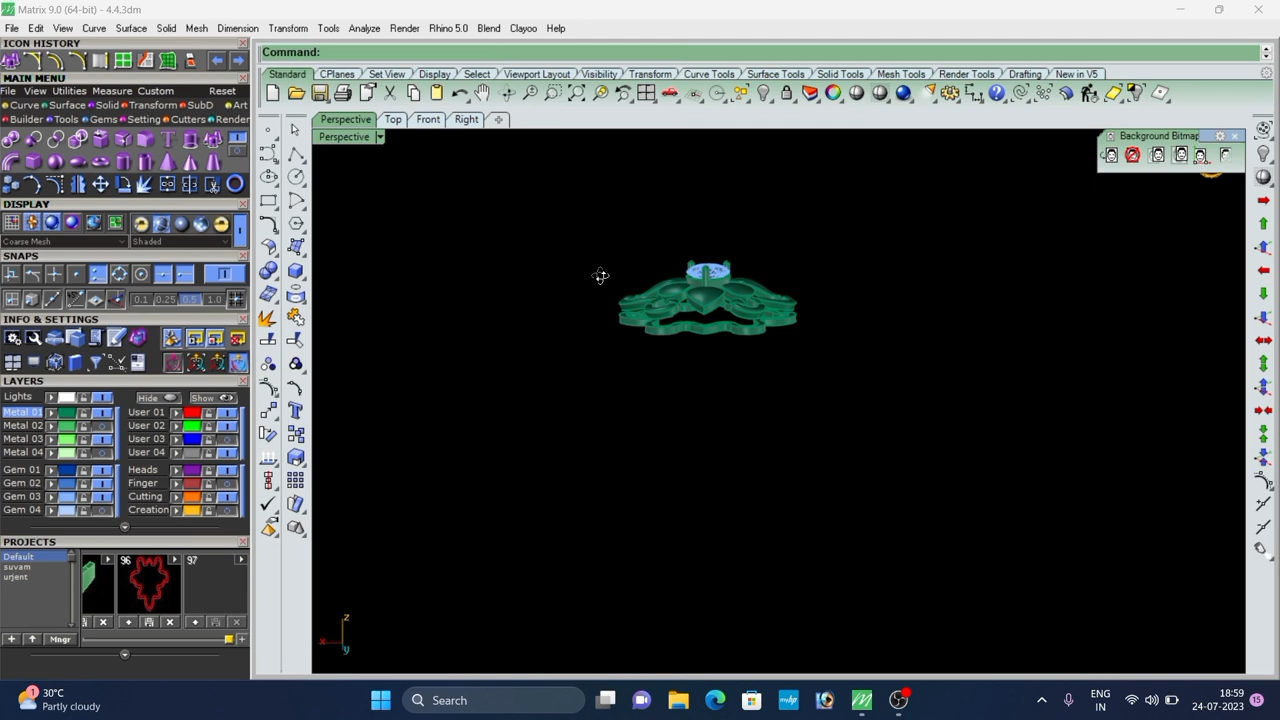 Matrix 9.0 (64-bit) - 4.4.3dm
File Edit View Curve Surface Solid Mesh Dimension Transform Tools Analyze Render Rhino 5.0 Blend Clayoo Help
ICON HISTORY
Command:
Standard CPlanes Set View Display Select Viewport Layout Visibility Transform Curve Tools Surface Tools Solid Tools Mesh Tools Render Tools Drafting New in V5
MAIN MENU
File View Utilities Measure Custom Reset
Curve Surface Solid Transform SubD Art
Builder Tools Gems Setting Cutters Render
Perspective Top Front Right
Perspective
Background Bitmap
DISPLAY
Coarse Mesh Shaded
SNAPS
0.1 0.25 0.5 1.0
INFO & SETTINGS
LAYERS
Lights Hide Show
Metal 01 User 01
Metal 02 User 02
Metal 03 User 03
Metal 04 User 04
Gem 01 Heads
Gem 02 Finger
Gem 03 Cutting
Gem 04 Creation
PROJECTS
Default 96 97
suvam
urjent
Mngr
z
x
y
1
30°C
Partly cloudy
Search
ENG
IN
18:59
24-07-2023
15